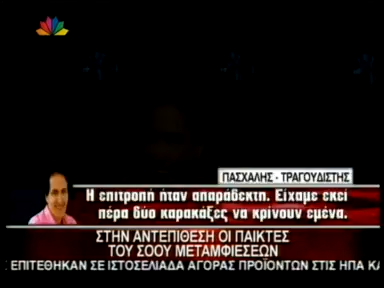 ΠΑΣΧΑΛΗΣ - ΤΡΑΓΟΥΔΙΣΤΗΣ
Η επιτροπή ήταν απαράδεκτη. Είχαμε εκεί
πέρα δύο καρακάξες να κρίνουν εμένα.
ΣΤΗΝ ΑΝΤΕΠΙΘΕΣΗ ΟΙ ΠΑΙΚΤΕΣ
ΤΟΥ ΣΟΟΥ ΜΕΤΑΜΦΙΕΣΕΩΝ
Σ ΕΠΙΤΕΘΗΚΑΝ ΣΕ ΙΣΤΟΣΕΛΙΔΑ ΑΓΟΡΑΣ ΠΡΟΪΟΝΤΩΝ ΣΤΙΣ ΗΠΑ ΚΑ